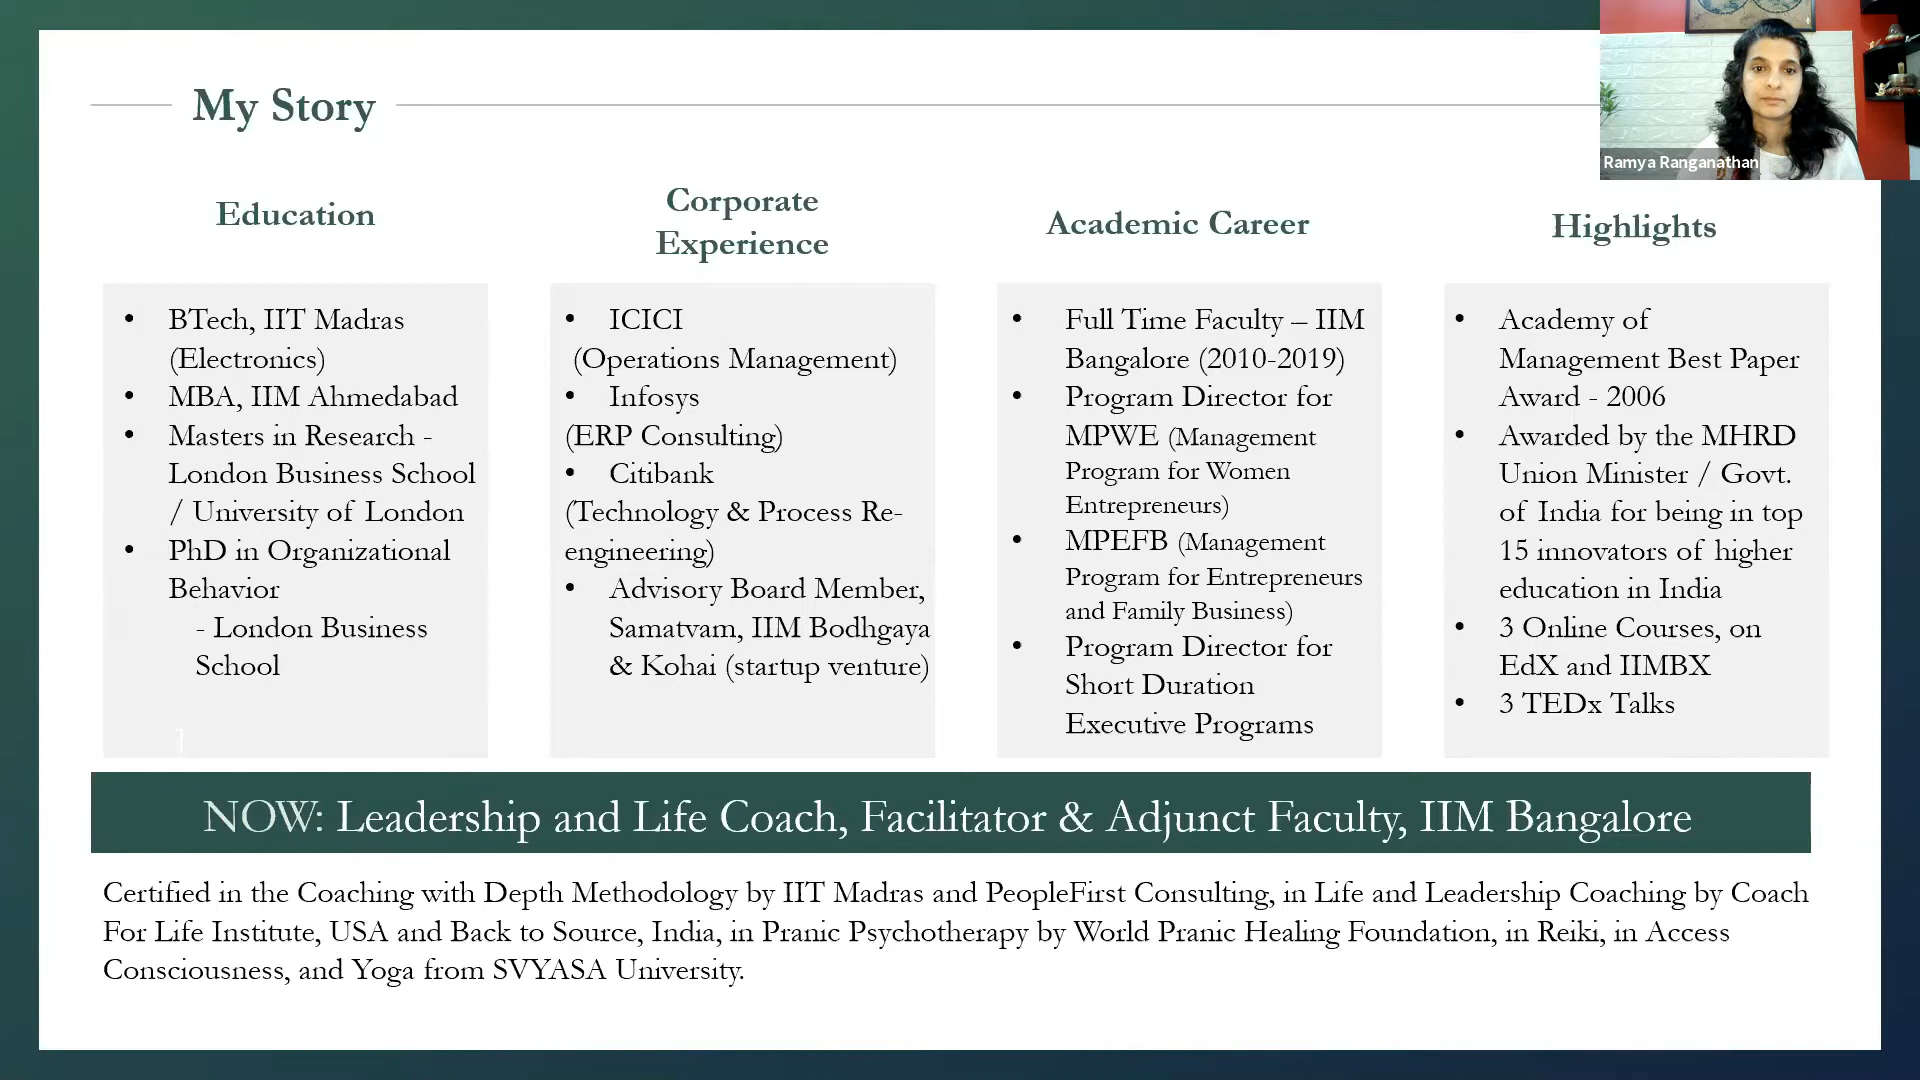 My Story
Ramya Ranganathan
Education
• BTech, IIT Madras
(Electronics)
• MBA, IIM Ahmedabad
• Masters in Research -
London Business School
/ University of London
• PhD in Organizational
Behavior
- London Business
School
Corporate
Experience
• ICICI
(Operations Management)
• Infosys
(ERP Consulting)
• Citibank
(Technology & Process Re-
engineering)
• Advisory Board Member,
Samatvam, IIM Bodhgaya
& Kohai (startup venture)
Academic Career
• Full Time Faculty – IIM
Bangalore (2010-2019)
• Program Director for
MPWE (Management
Program for Women
Entrepreneurs)
• MPEFB (Management
Program for Entrepreneurs
and Family Business)
• Program Director for
Short Duration
Executive Programs
Highlights
• Academy of
Management Best Paper
Award - 2006
• Awarded by the MHRD
Union Minister / Govt.
of India for being in top
15 innovators of higher
education in India
• 3 Online Courses, on
EdX and IIMBX
• 3 TEDx Talks
NOW: Leadership and Life Coach, Facilitator & Adjunct Faculty, IIM Bangalore
Certified in the Coaching with Depth Methodology by IIT Madras and PeopleFirst Consulting, in Life and Leadership Coaching by Coach
For Life Institute, USA and Back to Source, India, in Pranic Psychotherapy by World Pranic Healing Foundation, in Reiki, in Access
Consciousness, and Yoga from SVYASA University.